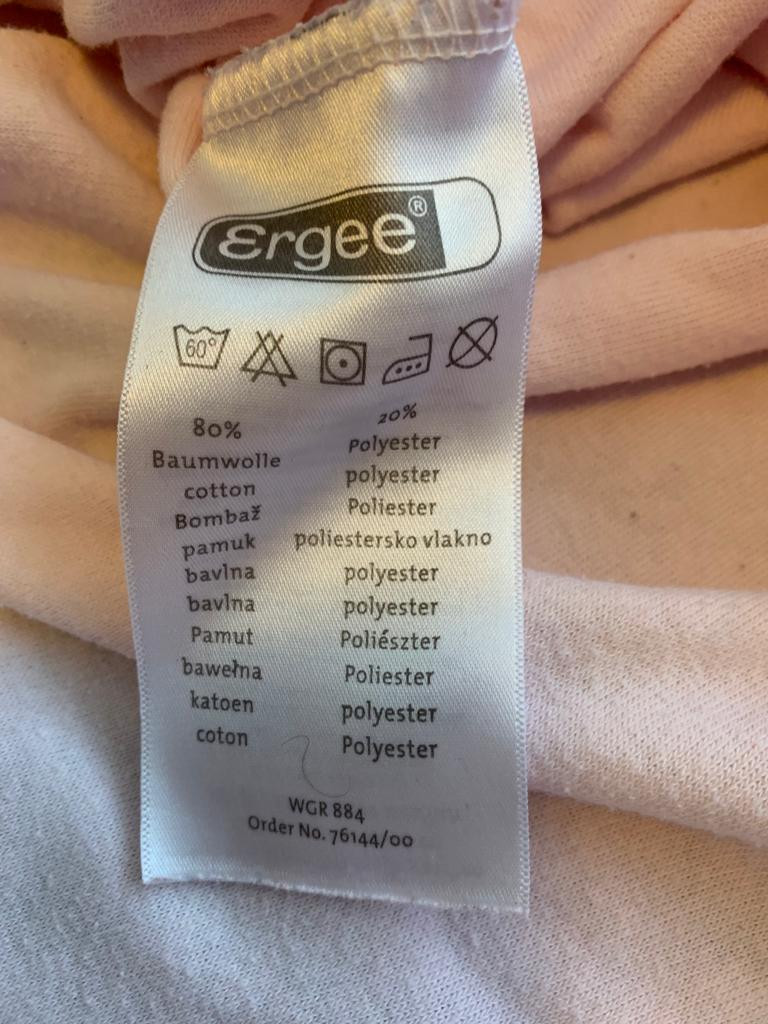 ergee®
60°
80% 20%
Baumwolle Polyester
cotton polyester
Bombaž Poliester
pamuk poliestersko vlakno
bavlna polyester
bavlna polyester
Pamut Poliészter
bawełna Poliester
katoen polyester
coton Polyester
WGR 884
Order No. 76144/00